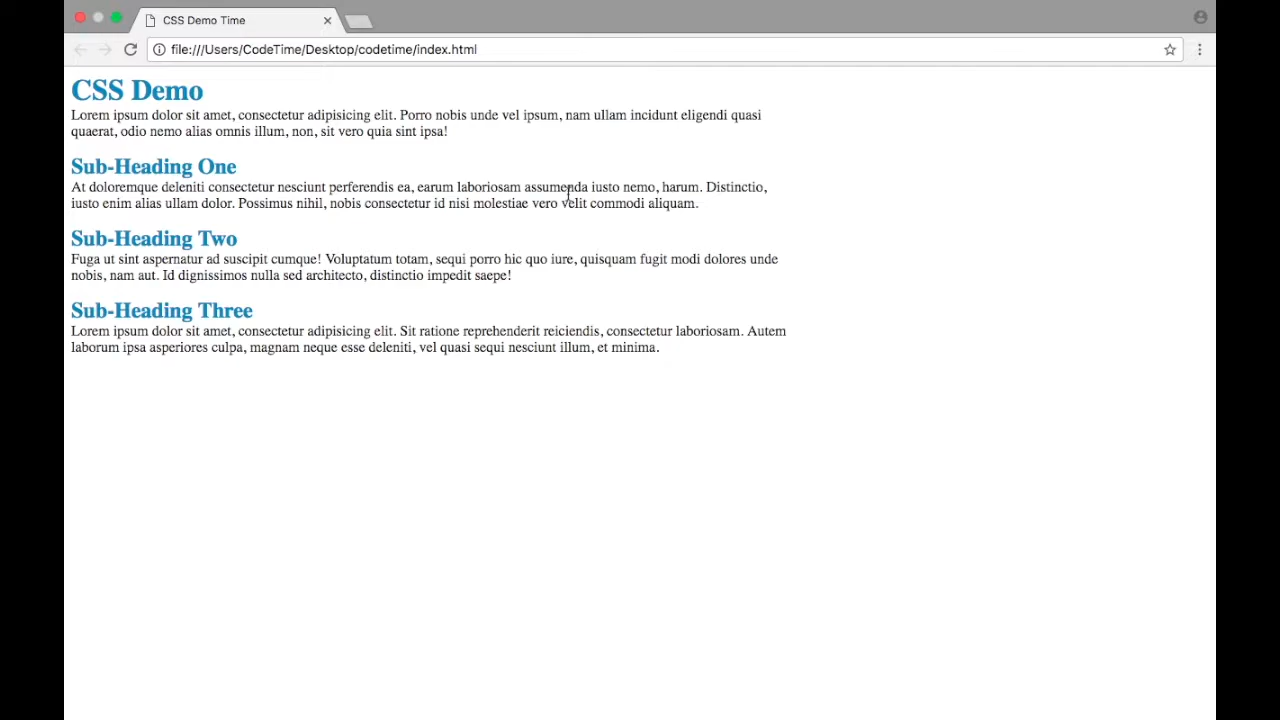 CSS Demo Time
file:///Users/CodeTime/Desktop/codetime/index.html
CSS Demo
Lorem ipsum dolor sit amet, consectetur adipisicing elit. Porro nobis unde vel ipsum, nam ullam incidunt eligendi quasi
quaerat, odio nemo alias omnis illum, non, sit vero quia sint ipsa!
Sub-Heading One
At doloremque deleniti consectetur nesciunt perferendis ea, earum laboriosam assumenda iusto nemo, harum. Distinctio,
iusto enim alias ullam dolor. Possimus nihil, nobis consectetur id nisi molestiae vero velit commodi aliquam.
Sub-Heading Two
Fuga ut sint aspernatur ad suscipit cumque! Voluptatum totam, sequi porro hic quo iure, quisquam fugit modi dolores unde
nobis, nam aut. Id dignissimos nulla sed architecto, distinctio impedit saepe!
Sub-Heading Three
Lorem ipsum dolor sit amet, consectetur adipisicing elit. Sit ratione reprehenderit reiciendis, consectetur laboriosam. Autem
laborum ipsa asperiores culpa, magnam neque esse deleniti, vel quasi sequi nesciunt illum, et minima.